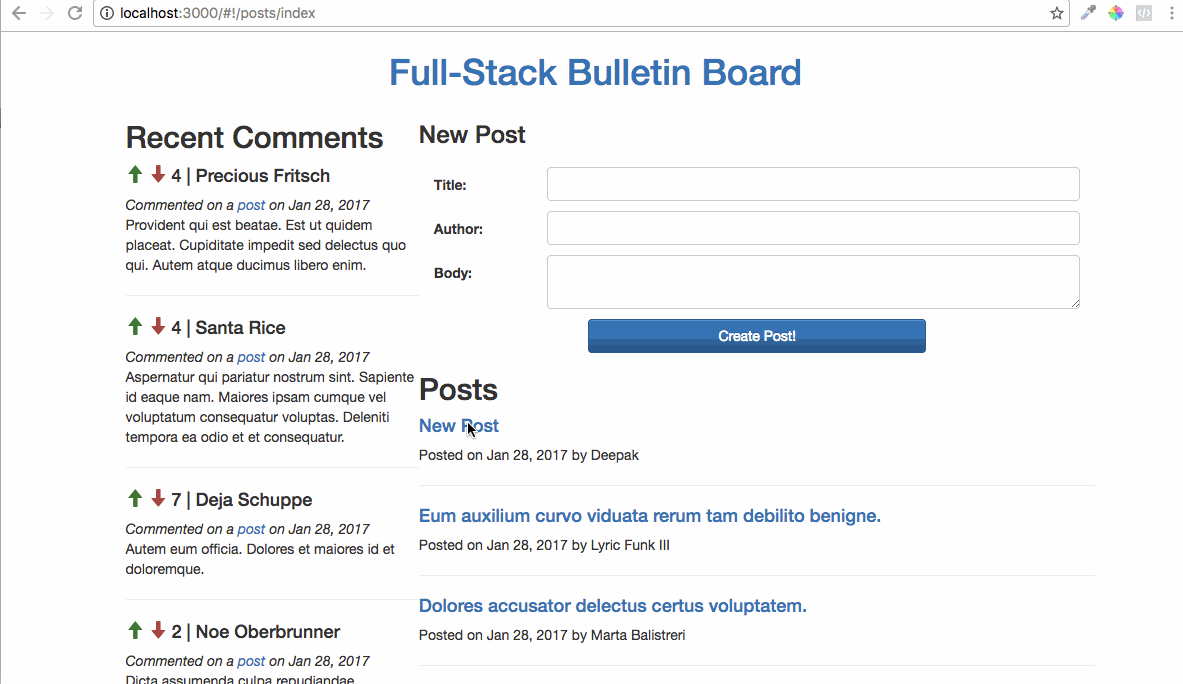 localhost:3000/#!/posts/index
Full-Stack Bulletin Board
Recent Comments
4 | Precious Fritsch
Commented on a post on Jan 28, 2017
Provident qui est beatae. Est ut quidem
placeat. Cupiditate impedit sed delectus quo
qui. Autem atque ducimus libero enim.
4 | Santa Rice
Commented on a post on Jan 28, 2017
Aspernatur qui pariatur nostrum sint. Sapiente
id eaque nam. Maiores ipsam cumque vel
voluptatum consequatur voluptas. Deleniti
tempora ea odio et et consequatur.
7 | Deja Schuppe
Commented on a post on Jan 28, 2017
Autem eum officia. Dolores et maiores id et
doloremque.
2 | Noe Oberbrunner
Commented on a post on Jan 28, 2017
Dicta assumenda culpa repudiandae
New Post
Title:
Author:
Body:
Create Post!
Posts
New Post
Posted on Jan 28, 2017 by Deepak
Eum auxilium curvo viduata rerum tam debilito benigne.
Posted on Jan 28, 2017 by Lyric Funk III
Dolores accusator delectus certus voluptatem.
Posted on Jan 28, 2017 by Marta Balistreri